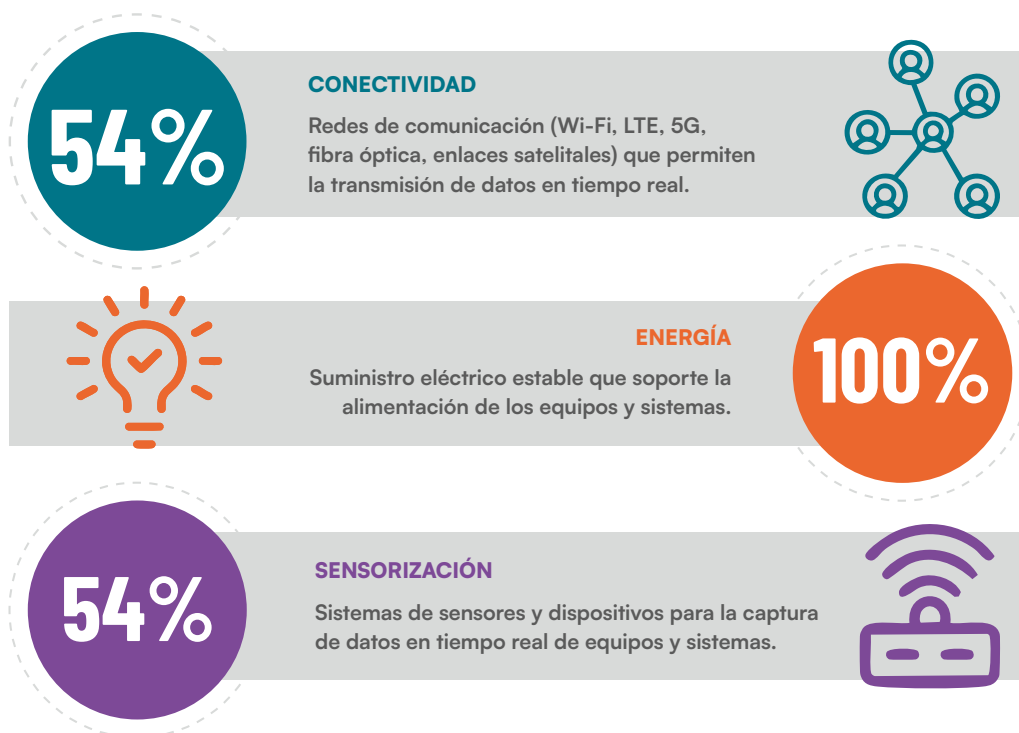 54%
CONECTIVIDAD
Redes de comunicación (Wi-Fi, LTE, 5G,
fibra óptica, enlaces satelitales) que permiten
la transmisión de datos en tiempo real.
ENERGÍA
Suministro eléctrico estable que soporte la
alimentación de los equipos y sistemas.
100%
54%
SENSORIZACIÓN
Sistemas de sensores y dispositivos para la captura
de datos en tiempo real de equipos y sistemas.